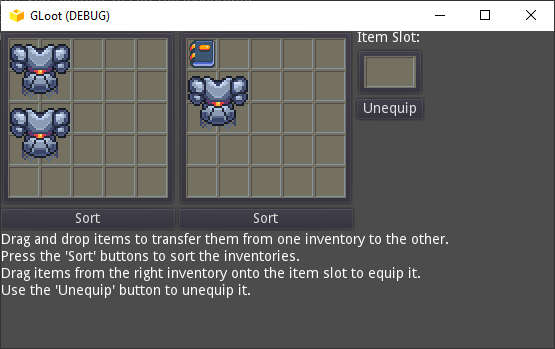 GLoot (DEBUG)
Item Slot:
Unequip
Sort
Sort
Drag and drop items to transfer them from one inventory to the other.
Press the 'Sort' buttons to sort the inventories.
Drag items from the right inventory onto the item slot to equip it.
Use the 'Unequip' button to unequip it.